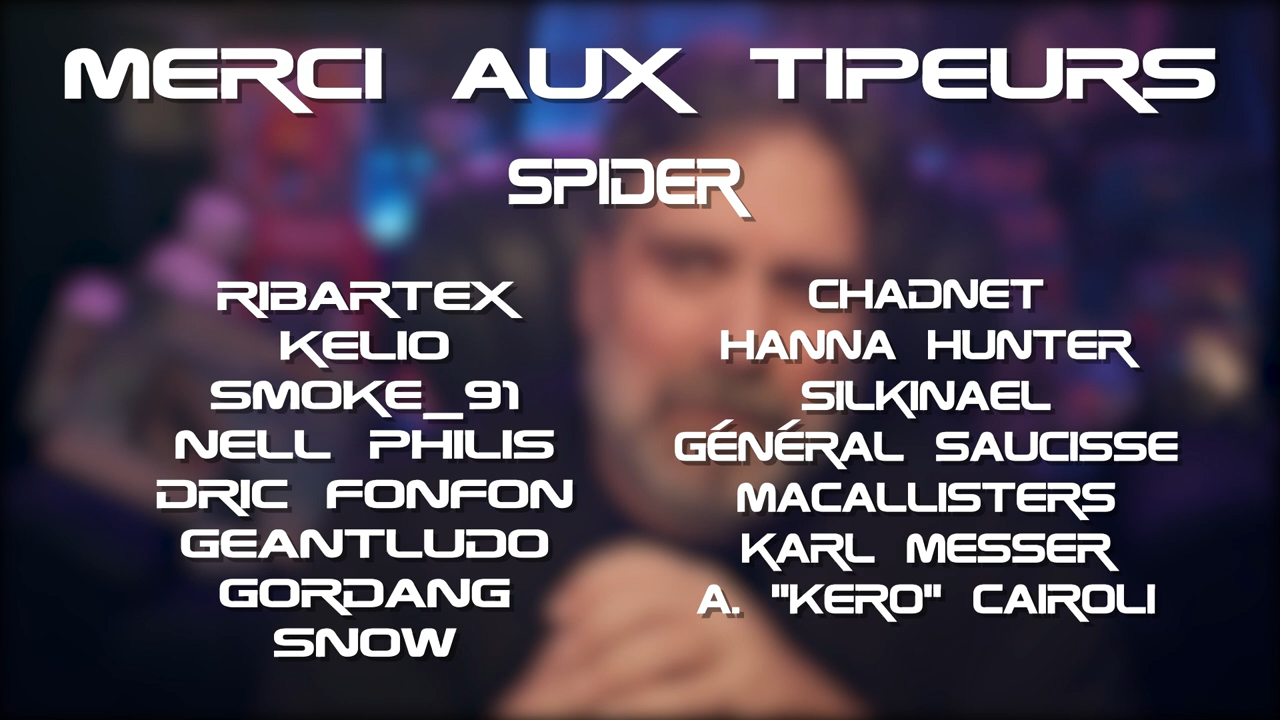 MERCI AUX TIPEURS
SPIDER
RIBARTEX
KELIO
SMOKE_91
NELL PHILIS
DRIC FONFON
GEANTLUDO
GORDANG
SNOW
CHADNET
HANNA HUNTER
SILKINAEL
GÉNÉRAL SAUCISSE
MACALLISTERS
KARL MESSER
A. "KERO" CAIROLI